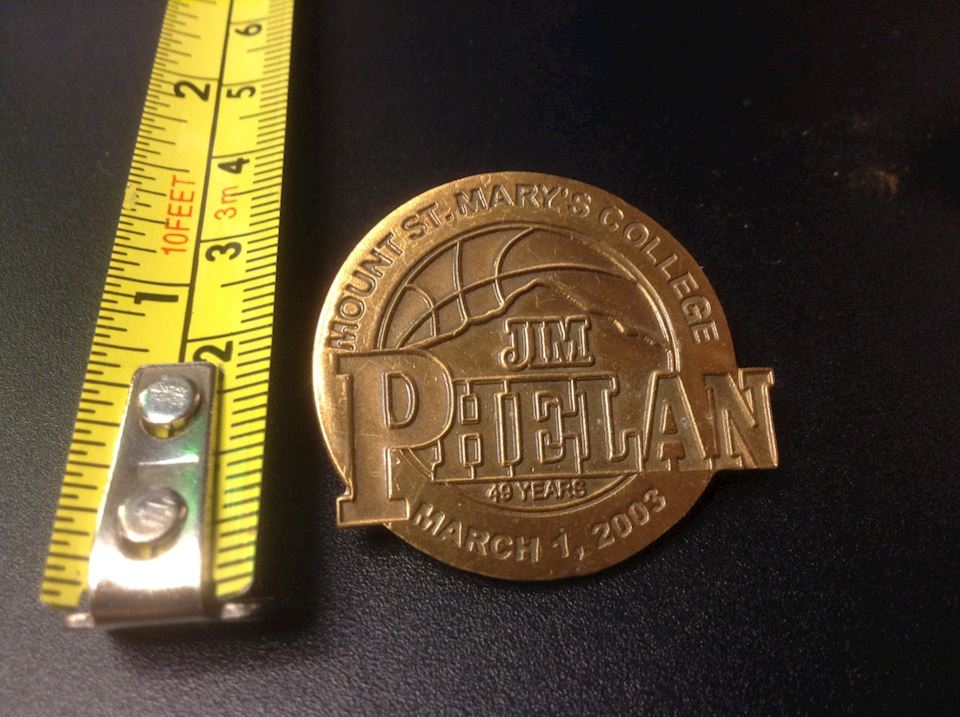 MOUNT ST. MARY'S COLLEGE
JIM
PHELAN
49 YEARS
MARCH 1, 2003
6
2
5
4
10FEET
3m
3
1
2